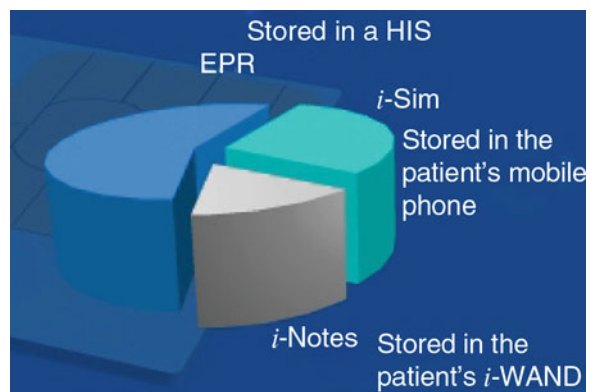 Stored in a HIS
EPR
i-Sim
Stored in the
patient's mobile
phone
i-Notes
Stored in the
patient's i-WAND